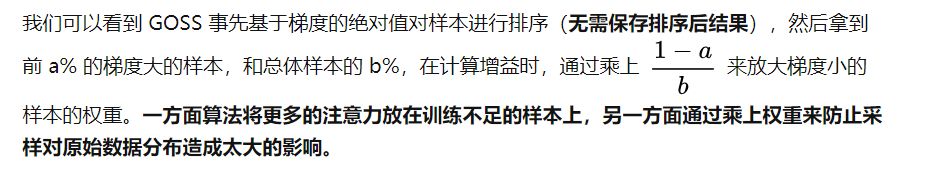 我们可以看到 GOSS 事先基于梯度的绝对值对样本进行排序（无需保存排序后结果），然后拿到
前 a% 的梯度大的样本，和总体样本的 b%，在计算增益时，通过乘上 \frac{1-a}{b} 来放大梯度小的
样本的权重。一方面算法将更多的注意力放在训练不足的样本上，另一方面通过乘上权重来防止采
样对原始数据分布造成太大的影响。